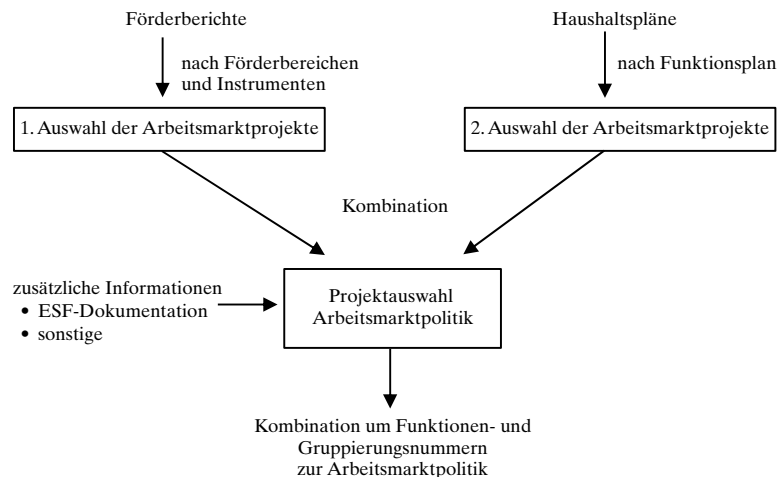 Förderberichte
Haushaltspläne
nach Förderbereichen
und Instrumenten
nach Funktionsplan
1. Auswahl der Arbeitsmarktprojekte
2. Auswahl der Arbeitsmarktprojekte
Kombination
zusätzliche Informationen
• ESF-Dokumentation
• sonstige
Projektauswahl
Arbeitsmarktpolitik
Kombination um Funktionen- und
Gruppierungsnummern
zur Arbeitsmarktpolitik